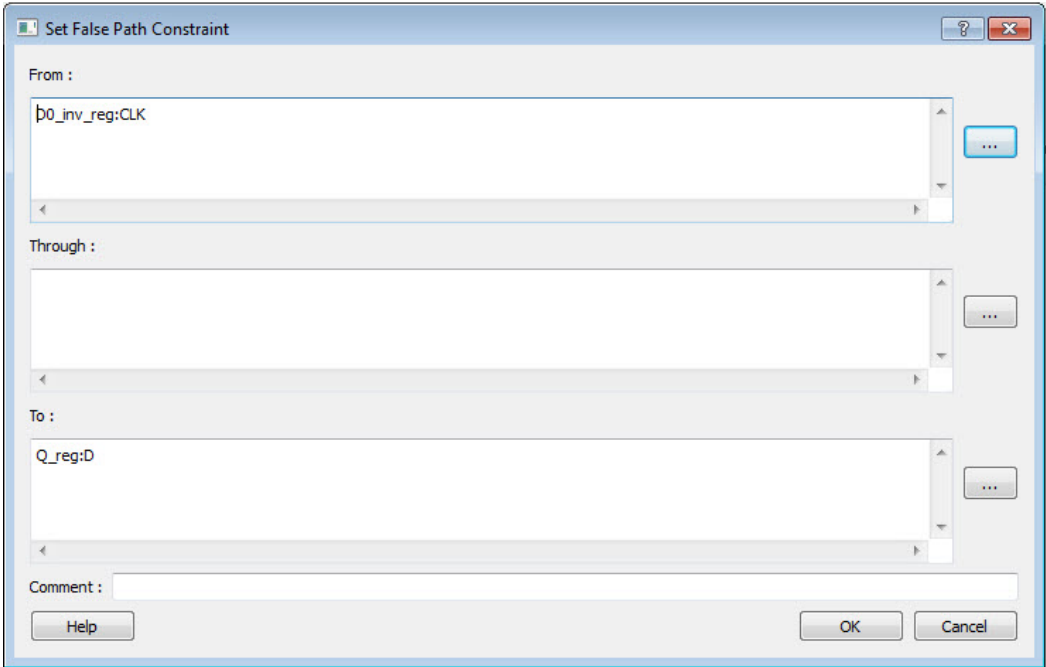 Set False Path Constraint
?
From :
D0_inv_reg:CLK
...
Through :
...
To :
Q_reg:D
...
Comment :
Help
OK
Cancel